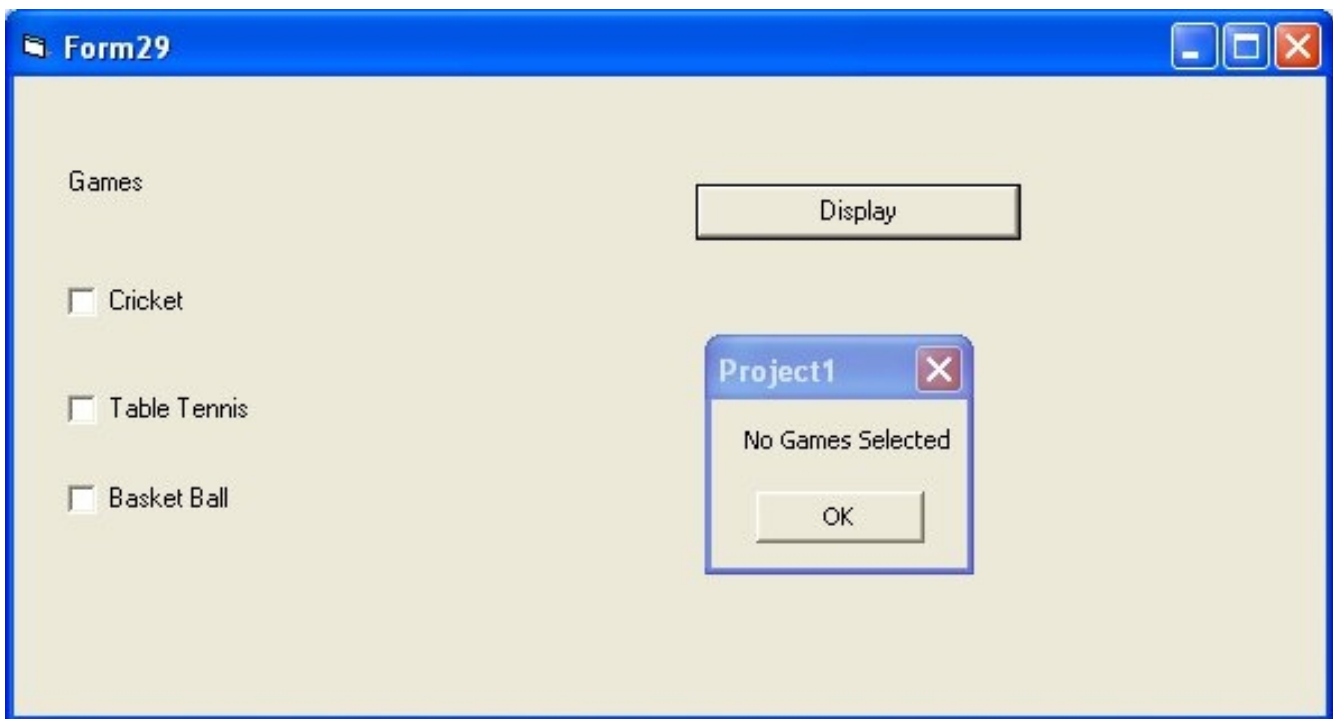 Form29
Games
Display
Cricket
Project1
Table Tennis
No Games Selected
Basket Ball
OK